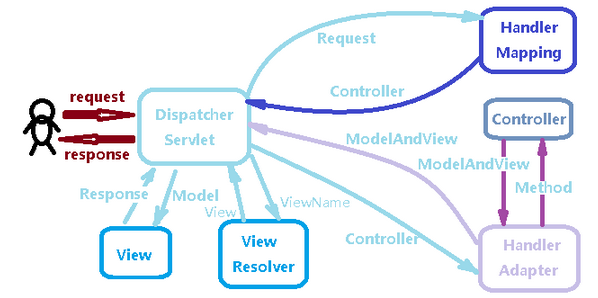 Handler
Mapping
Request
Controller
request
Dispatcher
Servlet
response
Controller
ModelAndView
ModelAndView
Method
Response
Model
View
ViewName
View
View
Resolver
Controller
Handler
Adapter